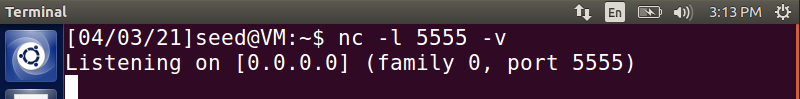 Terminal En 3:13 PM
[04/03/21]seed@VM:~$ nc -l 5555 -v
Listening on [0.0.0.0] (family 0, port 5555)